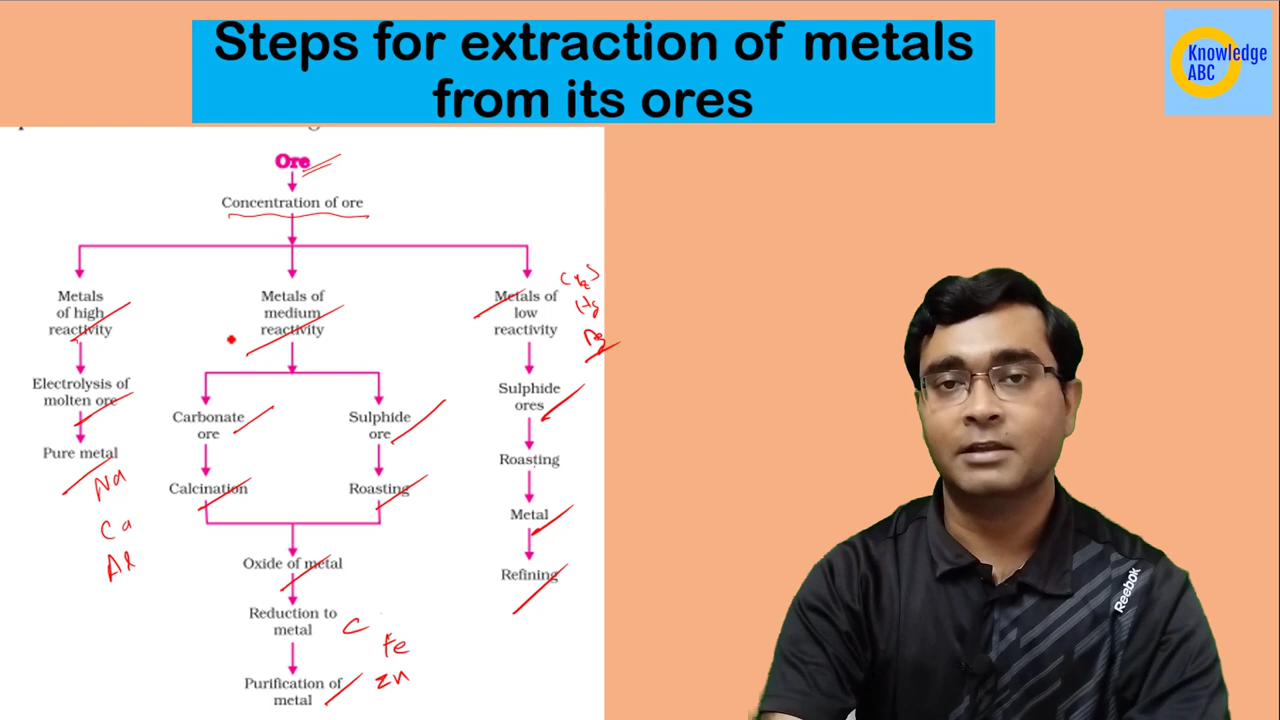 Steps for extraction of metals
from its ores
Knowledge
ABC
Ore
Concentration of ore
Metals
of high
reactivity
Electrolysis of
molten ore
Pure metal
Na
Ca
Al
Metals of
medium
reactivity
Carbonate
ore
Calcination
Sulphide
ore
Roasting
Oxide of metal
Reduction to
metal
C
Fe
Zn
Purification of
metal
Metals of
low
reactivity
Hg
Sulphide
ores
Roasting
Metal
Refining
Reebok